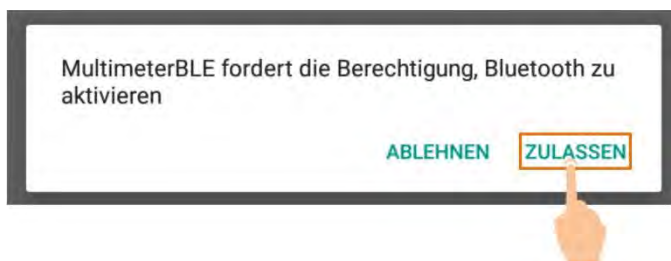 MultimeterBLE fordert die Berechtigung, Bluetooth zu
aktivieren
ABLEHNEN ZULASSEN